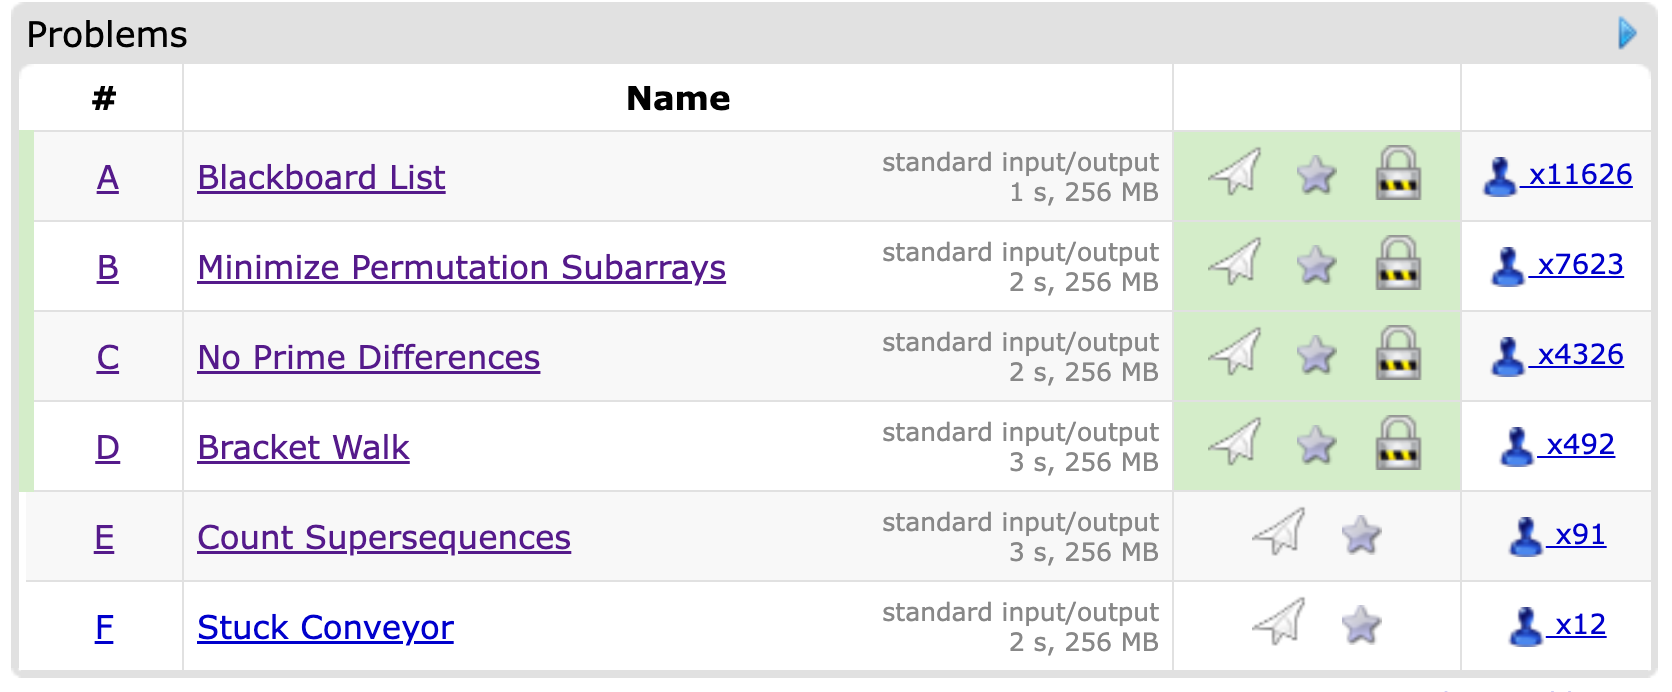 Problems
# Name
A Blackboard List standard input/output x11626
1 s, 256 MB
B Minimize Permutation Subarrays standard input/output x7623
2 s, 256 MB
C No Prime Differences standard input/output x4326
2 s, 256 MB
D Bracket Walk standard input/output x492
3 s, 256 MB
E Count Supersequences standard input/output x91
3 s, 256 MB
F Stuck Conveyor standard input/output x12
2 s, 256 MB